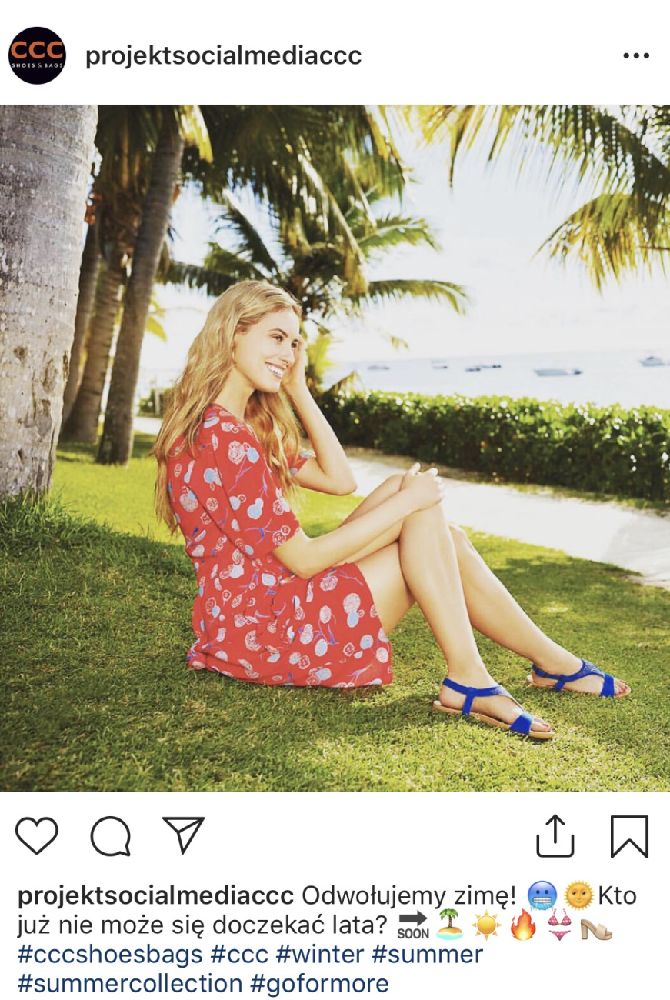 CCC
SHOES & BAGS
projektsocialmediaccc
projektsocialmediaccc Odwołujemy zimę! 🥶🌞Kto
już nie może się doczekać lata? 🔜🏝☀️🔥👙👡
#cccshoesbags #ccc #winter #summer
#summercollection #goformore